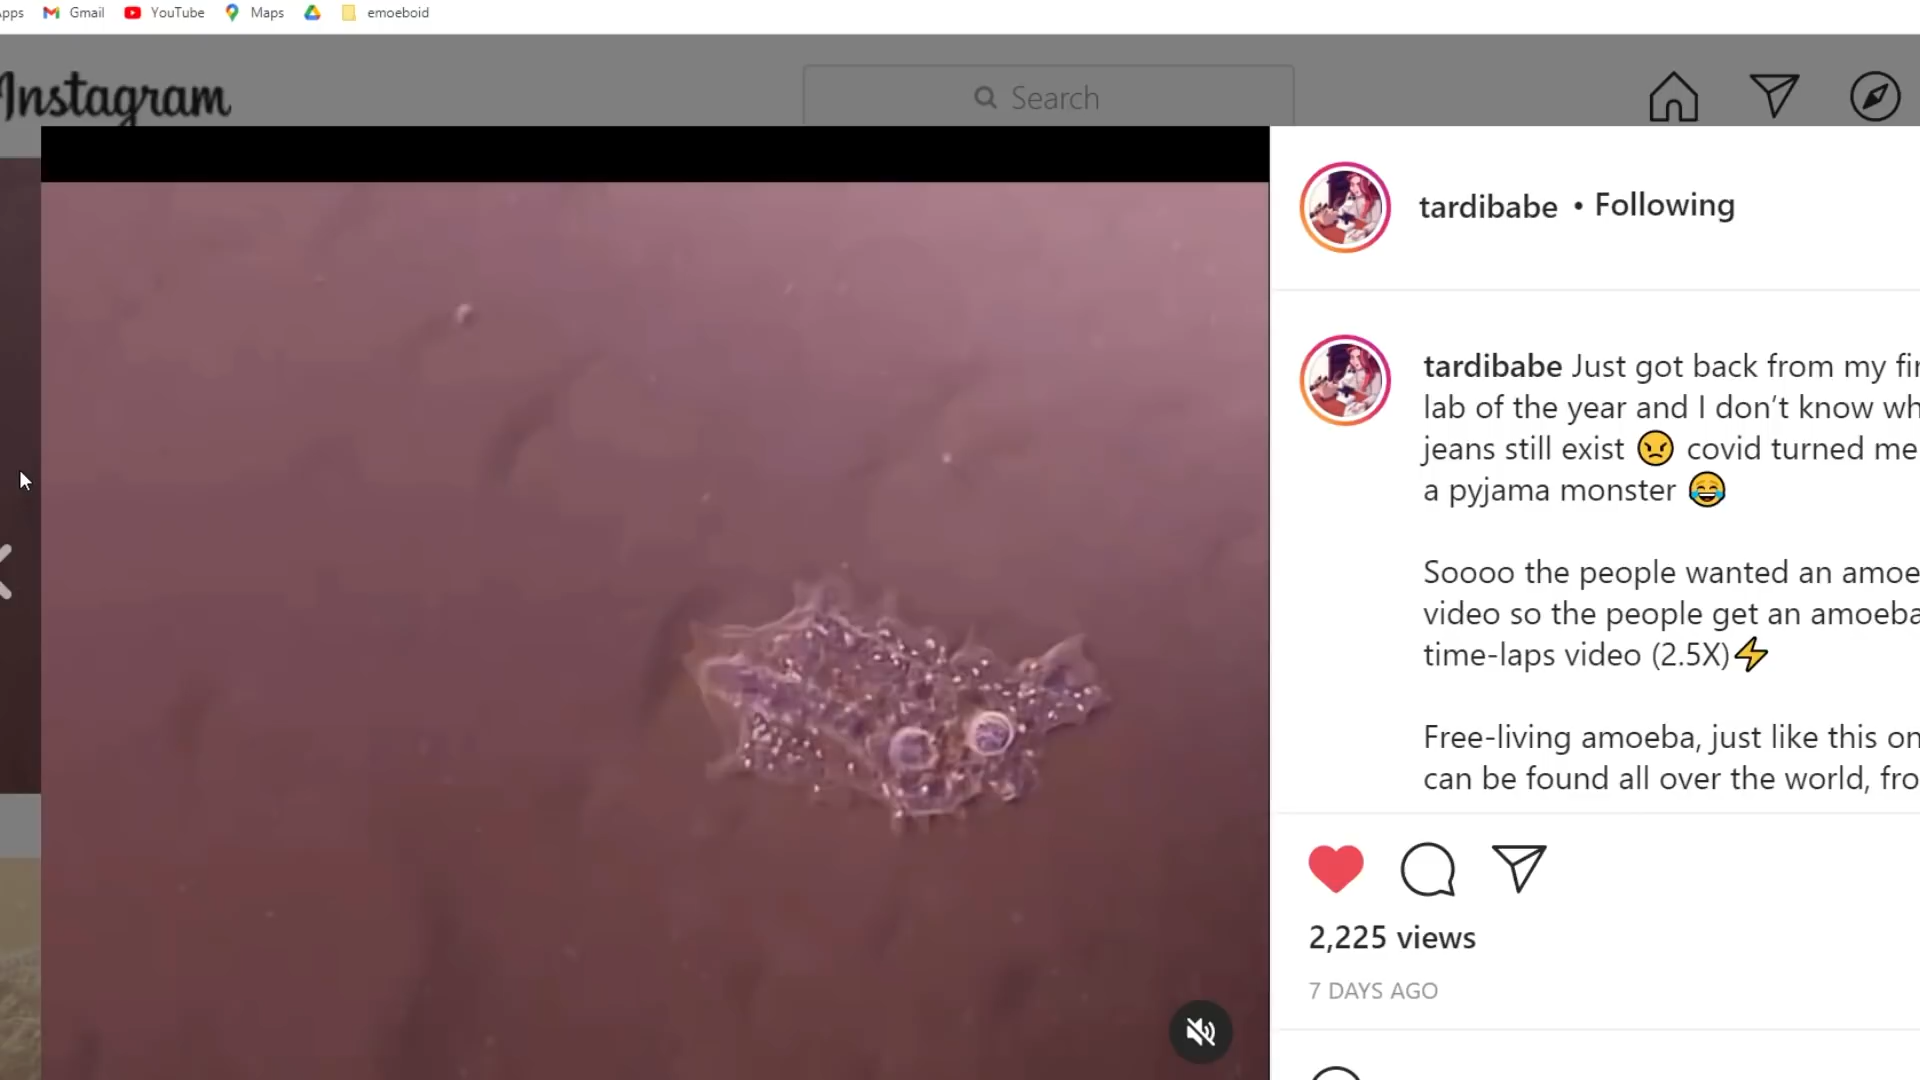 Gmail YouTube Maps emoeboid
Instagram
Search
tardibabe • Following
tardibabe Just got back from my
lab of the year and I don’t know
jeans still exist 😠 covid turned me
a pyjama monster 😂
Soooo the people wanted an
video so the people get an amoeba
time-laps video (2.5X)⚡
Free-living amoeba, just like this
can be found all over the world,
2,225 views
7 DAYS AGO